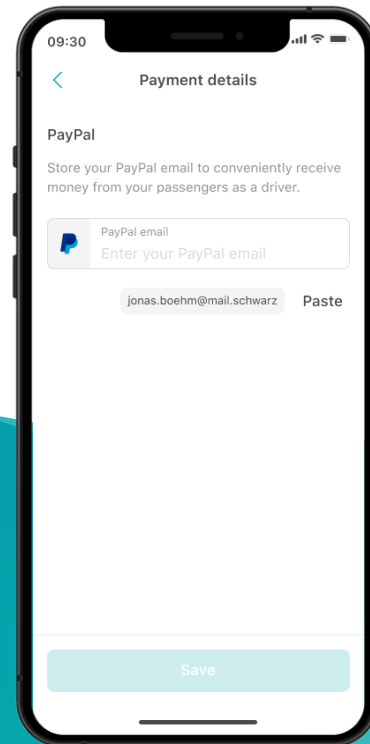 09:30
Payment details
PayPal
Store your PayPal email to conveniently receive
money from your passengers as a driver.
PayPal email
Enter your PayPal email
jonas.boehm@mail.schwarz Paste
Save